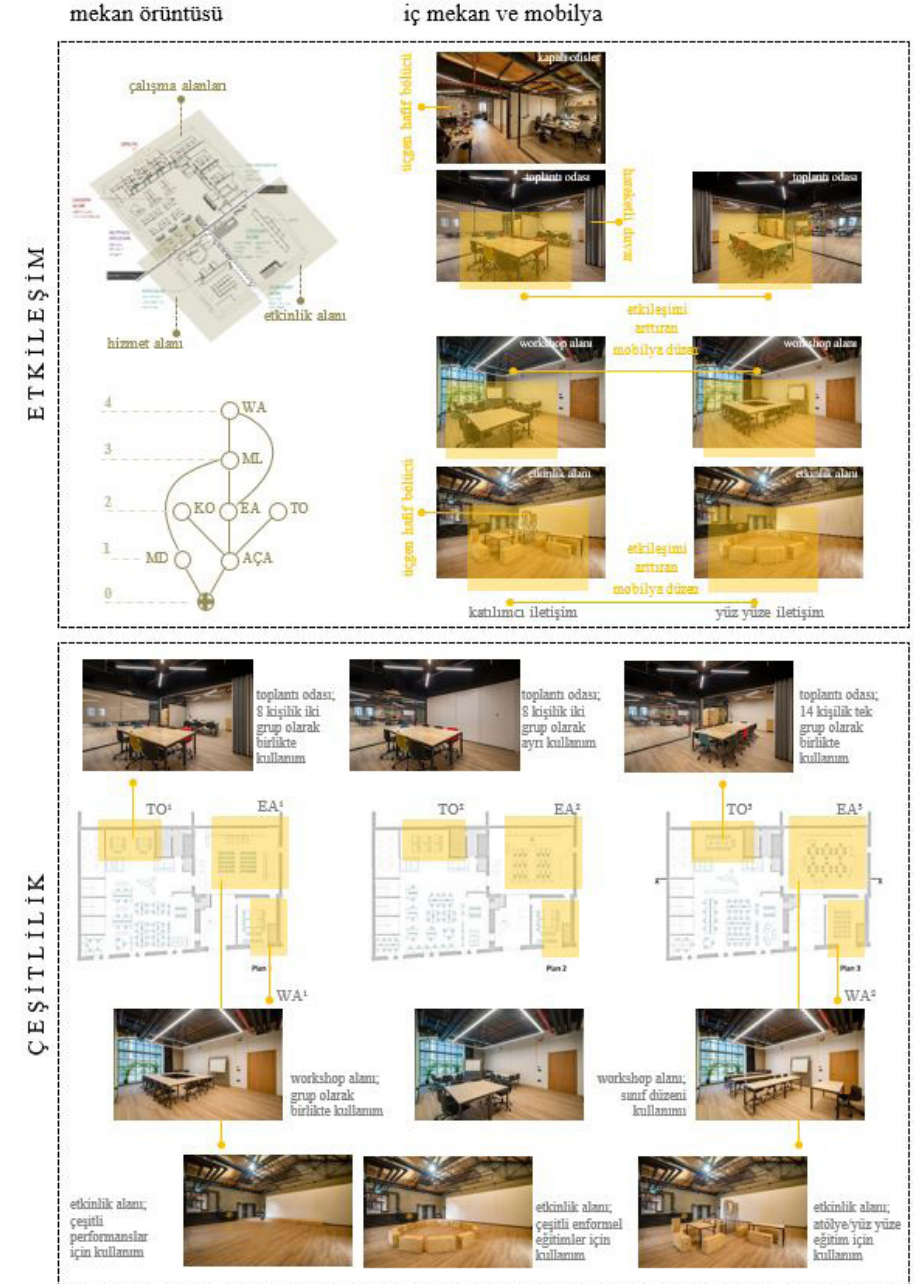 mekan örüntüsü
iç mekan ve mobilya
ETKİLEŞİM
çalışma alanları
etkinlik alanı
hizmet alanı
4
WA
3
ML
2
KO
EA
TO
1
MD
AÇA
0
kapalı ofisler
üçgen hafif bölücü
toplantı odası
hareketli duvar
toplantı odası
etkileşimi
arttıran
mobilya düzen
workshop alanı
workshop alanı
üçgen hafif bölücü
etkinlik alanı
etkinlik alanı
etkileşimi
arttıran
mobilya düzen
katılımcı iletişim
yüz yüze iletişim
ÇEŞİTLİLİK
toplantı odası;
8 kişilik iki
grup olarak
birlikte
kullanım
toplantı odası;
8 kişilik iki
grup olarak
ayrı kullanım
toplantı odası;
14 kişilik tek
grup olarak
birlikte
kullanım
TO¹
EA¹
TO²
EA²
TO³
EA³
Plan
Plan 2
Plan 3
WA¹
WA²
workshop alanı;
grup olarak
birlikte kullanım
workshop alanı;
sınıf düzeni
kullanımı
etkinlik alanı;
çeşitli
performanslar
için kullanım
etkinlik alanı;
çeşitli enformel
eğitimler için
kullanım
etkinlik alanı;
atölye/yüz yüze
eğitim için
kullanım